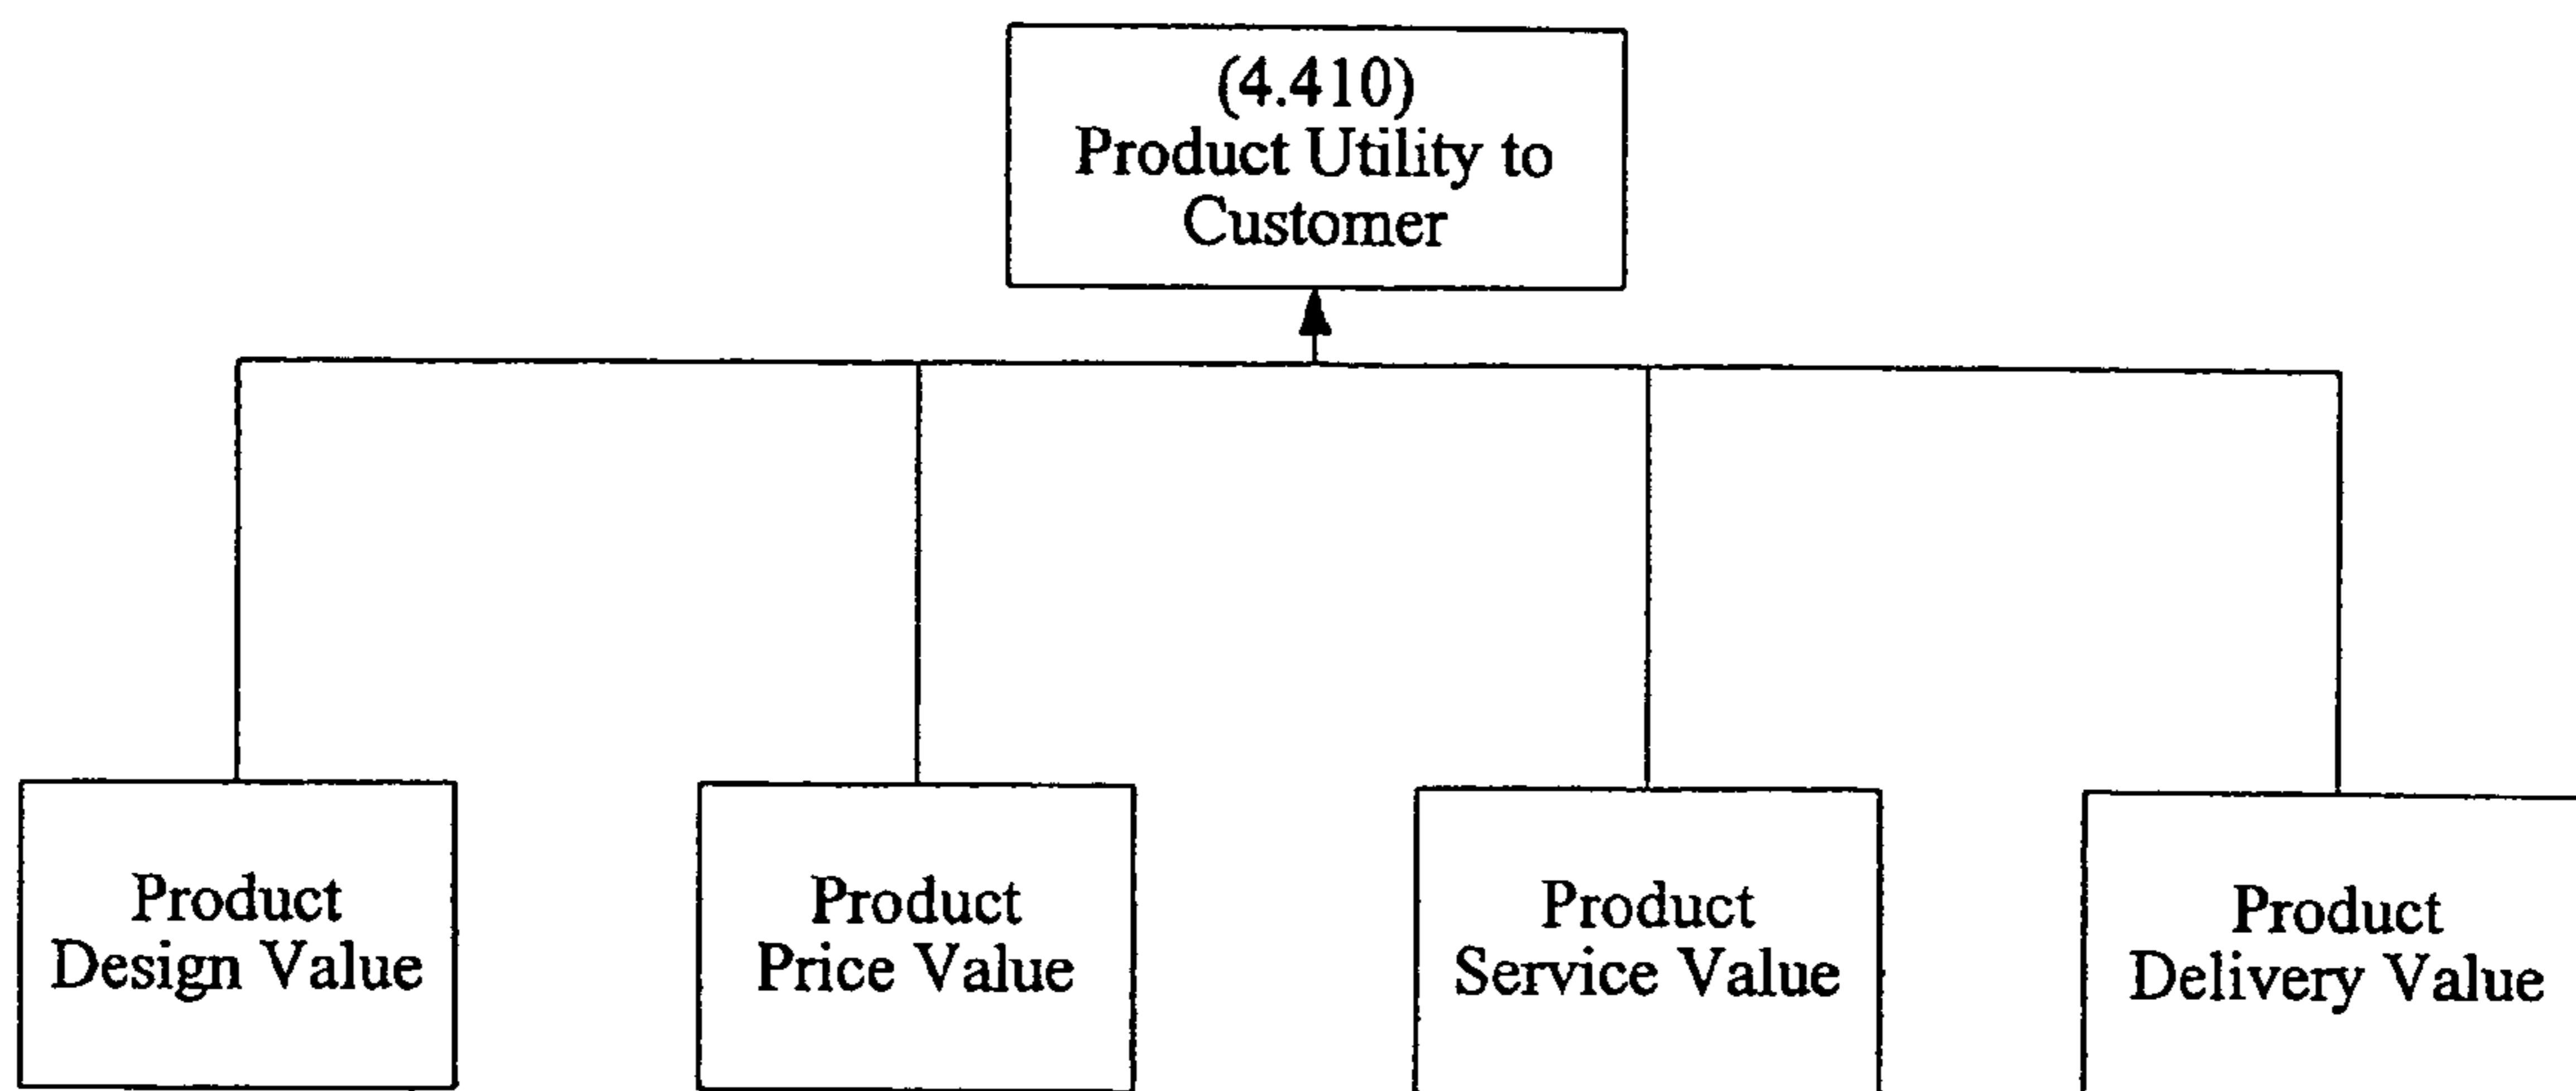 (4.410)
Product Utility to
Customer
Product
Design Value
Product
Price Value
Product
Service Value
Product
Delivery Value